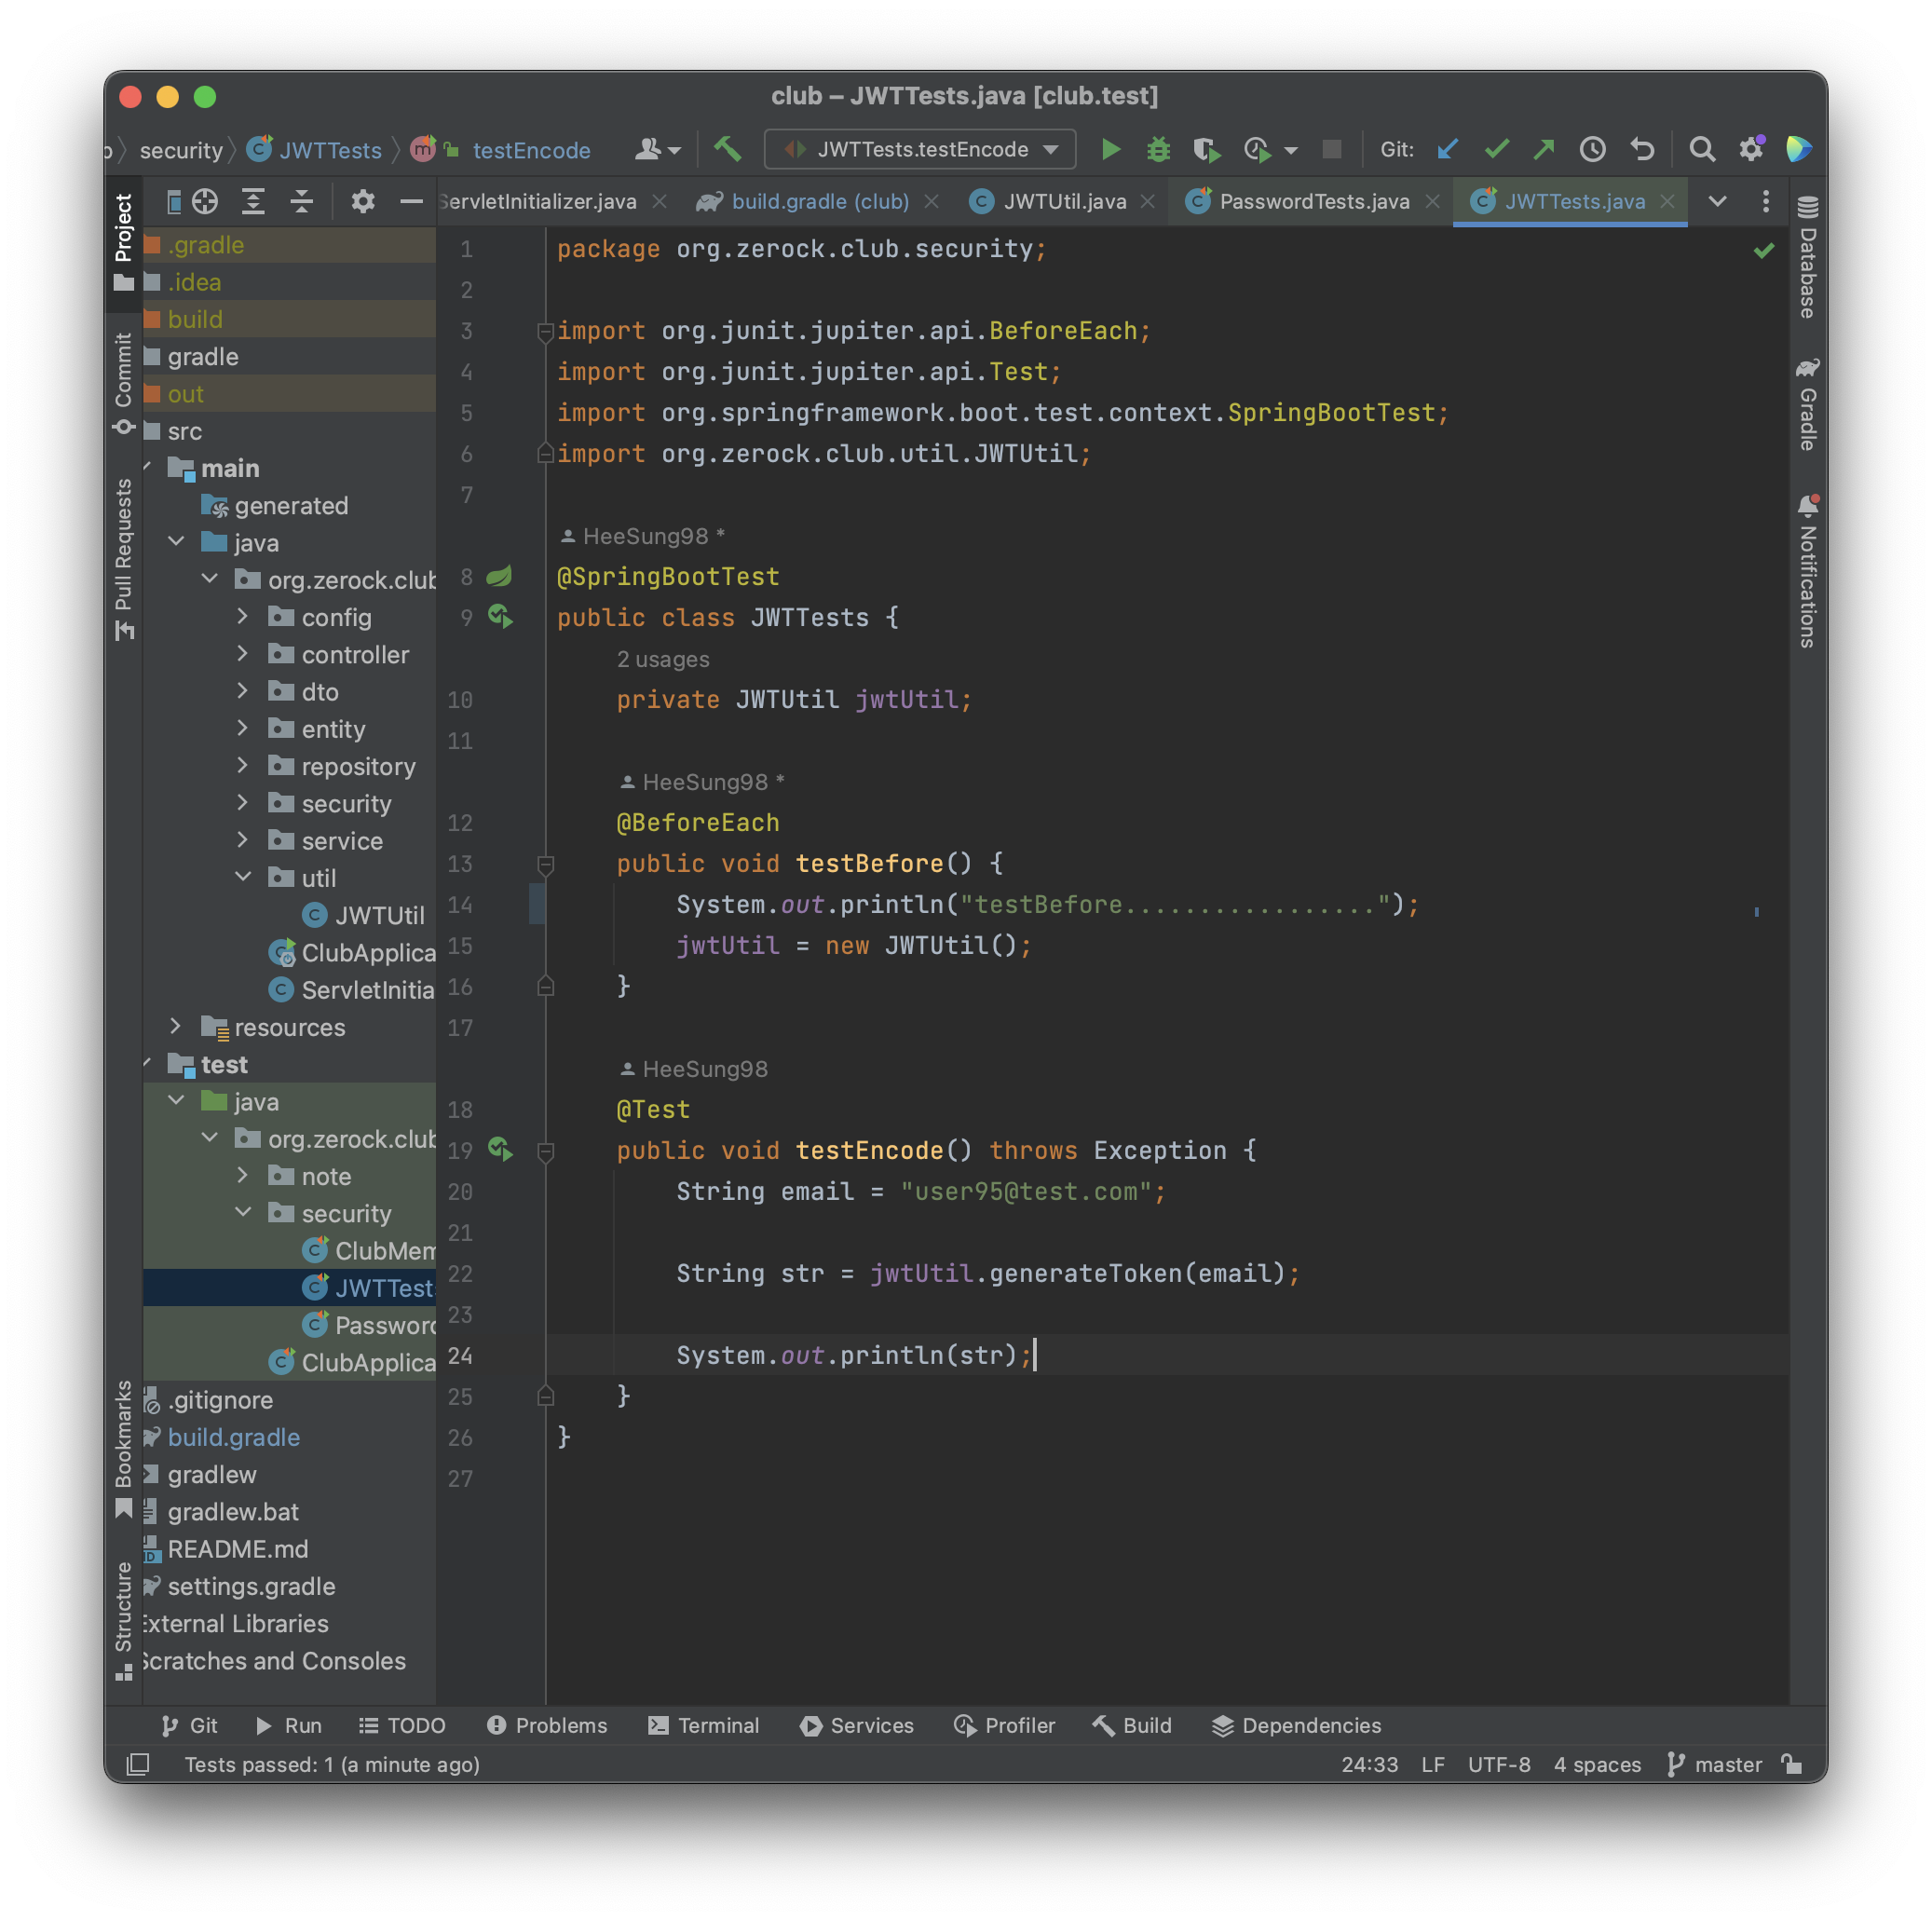 club – JWTTests.java [club.test]
security JWTTests testEncode JWTTests.testEncode Git:
ServletInitializer.java build.gradle (club) JWTUtil.java PasswordTests.java JWTTests.java
Project
Commit
Pull Requests
Bookmarks
Structure
.gradle
.idea
build
gradle
out
src
main
generated
java
org.zerock.club
config
controller
dto
entity
repository
security
service
util
JWTUtil
ClubApplica
ServletInitia
resources
test
java
org.zerock.club
note
security
ClubMem
JWTTests
Password
ClubApplica
.gitignore
build.gradle
gradlew
gradlew.bat
README.md
settings.gradle
External Libraries
Scratches and Consoles
1 package org.zerock.club.security;
2
3 import org.junit.jupiter.api.BeforeEach;
4 import org.junit.jupiter.api.Test;
5 import org.springframework.boot.test.context.SpringBootTest;
6 import org.zerock.club.util.JWTUtil;
7
HeeSung98 *
8 @SpringBootTest
9 public class JWTTests {
2 usages
10 private JWTUtil jwtUtil;
11
HeeSung98 *
12 @BeforeEach
13 public void testBefore() {
14 System.out.println("testBefore.................");
15 jwtUtil = new JWTUtil();
16 }
17
HeeSung98
18 @Test
19 public void testEncode() throws Exception {
20 String email = "user95@test.com";
21
22 String str = jwtUtil.generateToken(email);
23
24 System.out.println(str);
25 }
26 }
27
Database
Gradle
Notifications
Git Run TODO Problems Terminal Services Profiler Build Dependencies
Tests passed: 1 (a minute ago) 24:33 LF UTF-8 4 spaces master